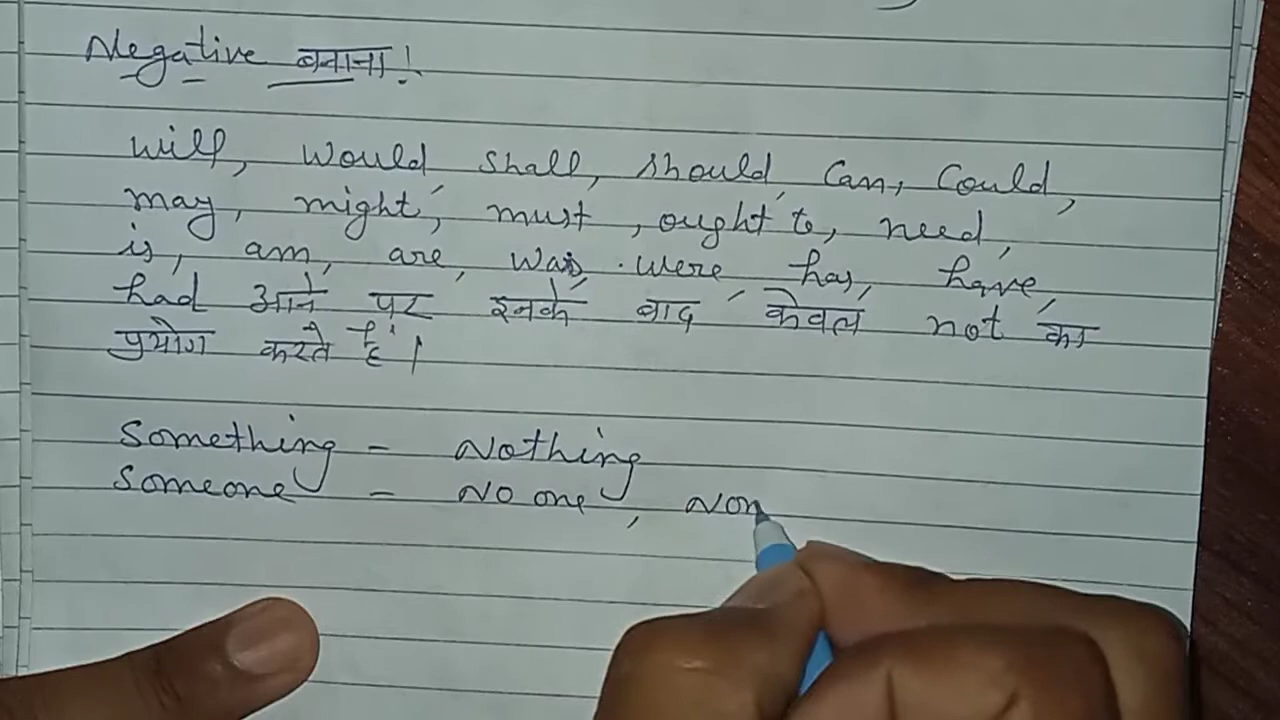 Negative बनाना!
will, would, shall, should, can, could,
may, might, must, ought to, need,
is, am, are, was, were, has, have,
had आने पर इनके बाद केवल not का
प्रयोग करते हैं।
Something - Nothing
Someone - No one, Non